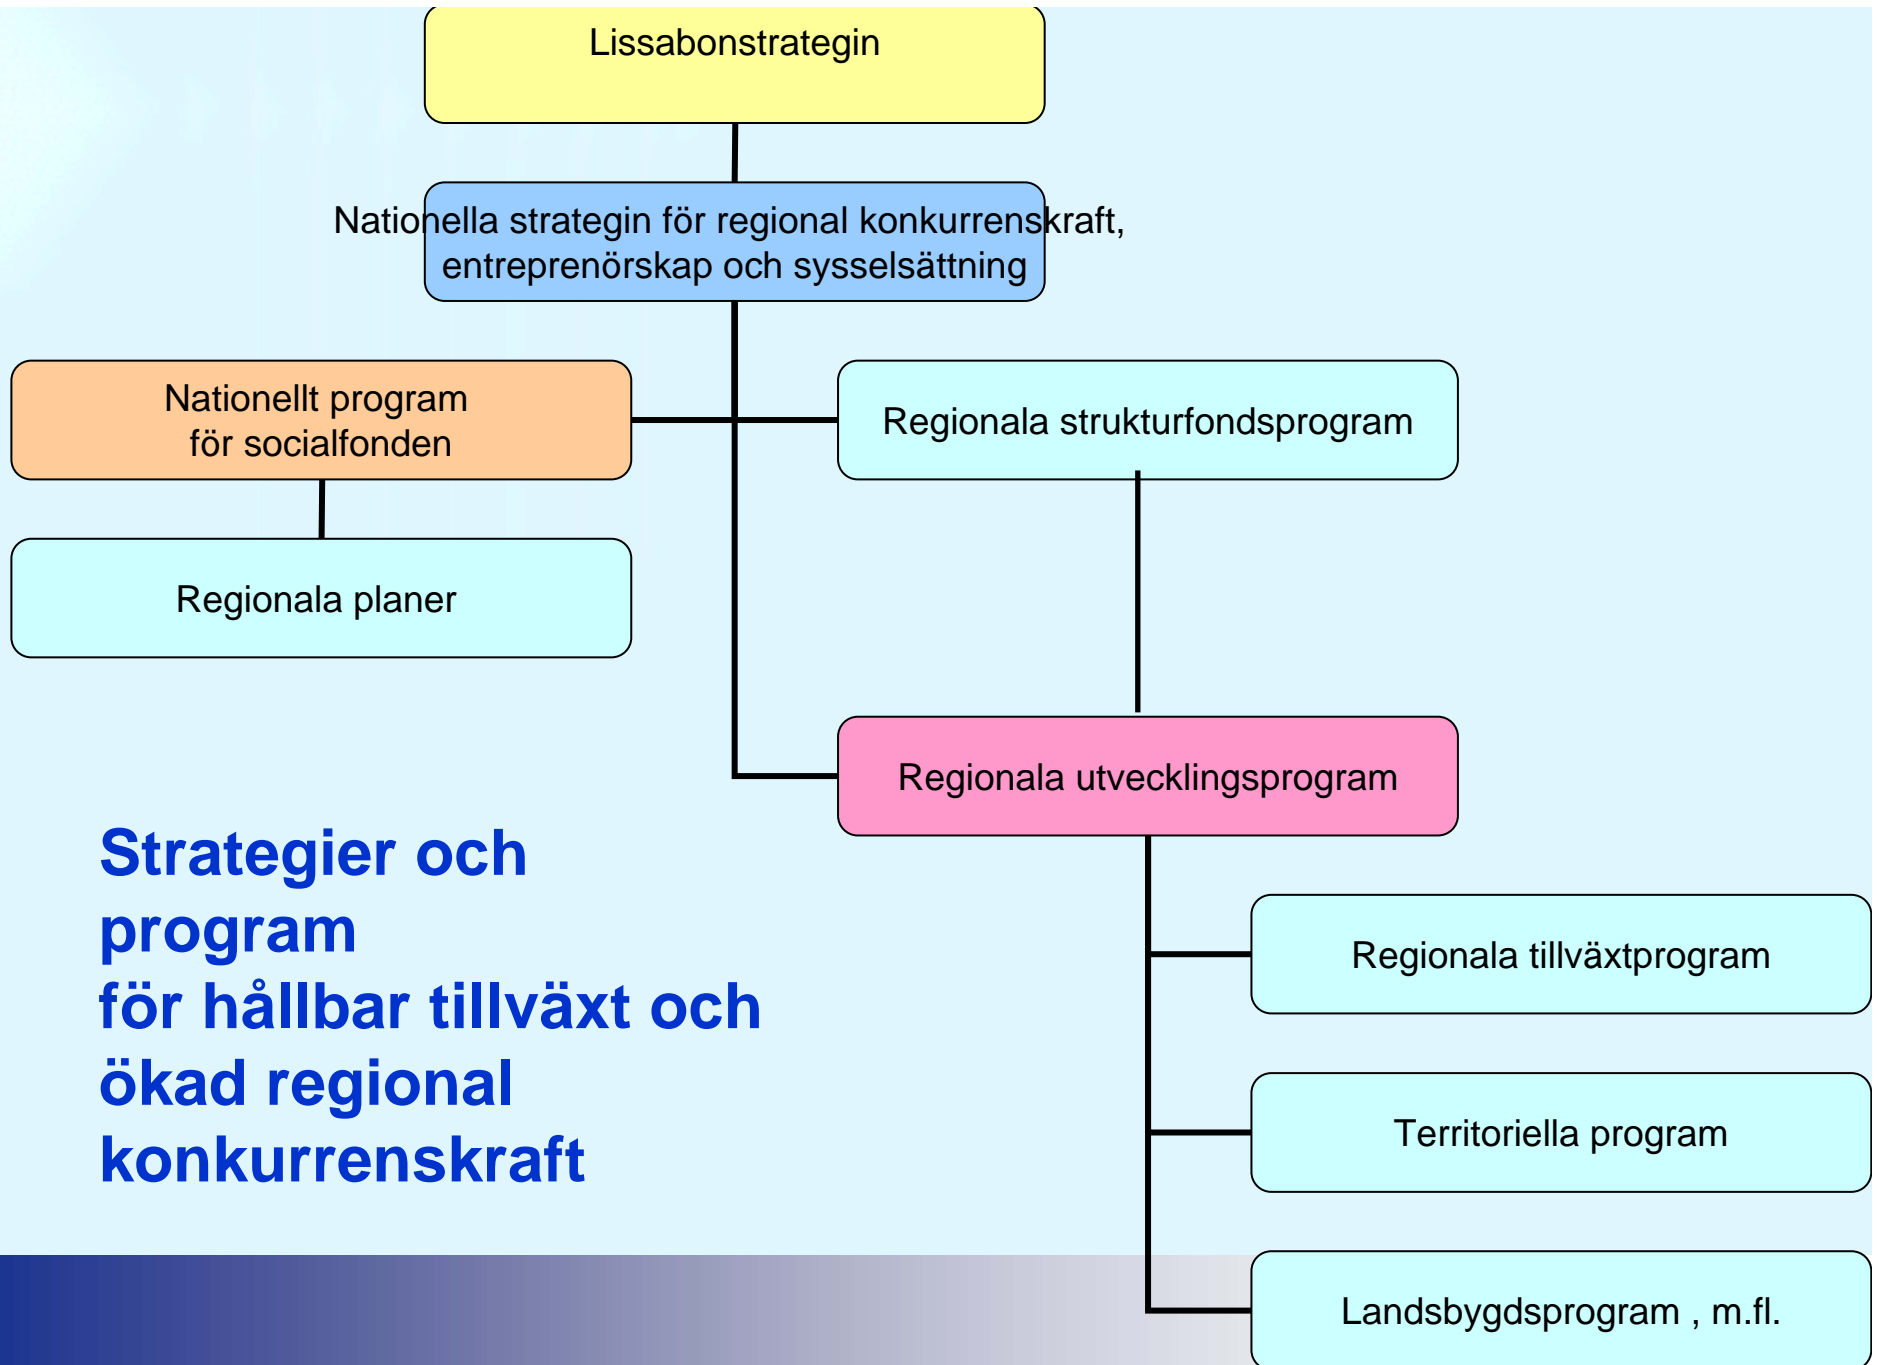 Lissabonstrategin
Nationella strategin för regional konkurrenskraft,
entreprenörskap och sysselsättning
Nationellt program
för socialfonden
Regionala strukturfondsprogram
Regionala planer
Regionala utvecklingsprogram
Strategier och
program
för hållbar tillväxt och
ökad regional
konkurrenskraft
Regionala tillväxtprogram
Territoriella program
Landsbygdsprogram , m.fl.